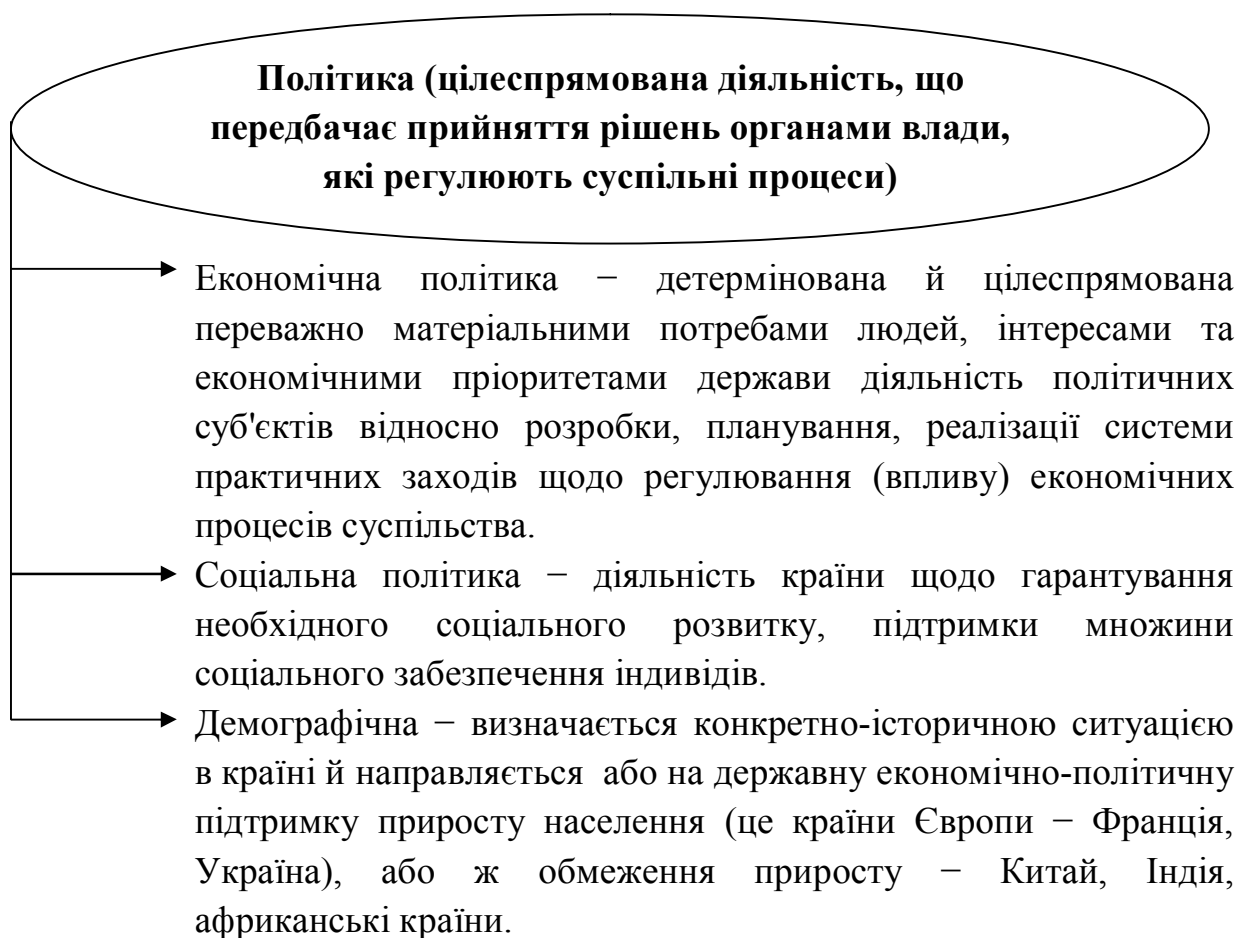 Політика (цілеспрямована діяльність, що
передбачає прийняття рішень органами влади,
які регулюють суспільні процеси)
Економічна політика − детермінована й цілеспрямована
переважно матеріальними потребами людей, інтересами та
економічними пріоритетами держави діяльність політичних
суб'єктів відносно розробки, планування, реалізації системи
практичних заходів щодо регулювання (впливу) економічних
процесів суспільства.
Соціальна політика − діяльність країни щодо гарантування
необхідного соціального розвитку, підтримки множини
соціального забезпечення індивідів.
Демографічна − визначається конкретно-історичною ситуацією
в країні й направляється або на державну економічно-політичну
підтримку приросту населення (це країни Європи − Франція,
Україна), або ж обмеження приросту − Китай, Індія,
африканські країни.